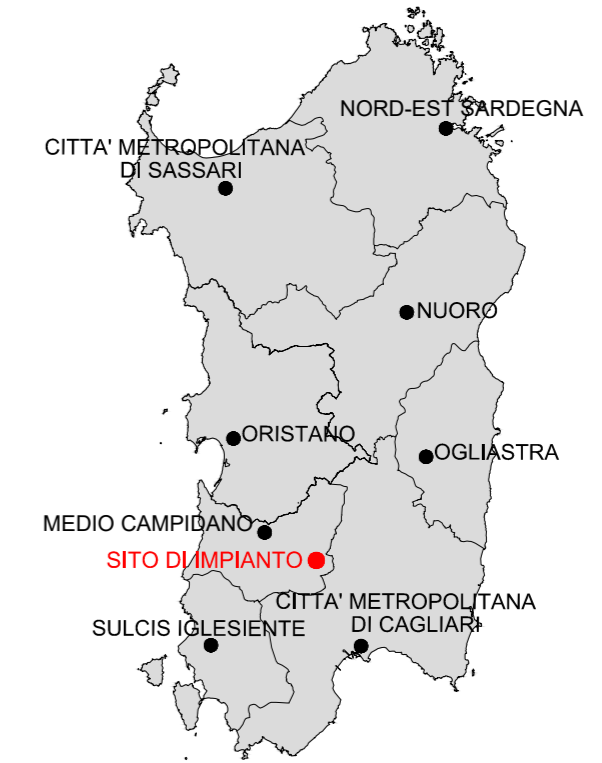 NORD-EST SARDEGNA
CITTA' METROPOLITANA
DI SASSARI
NUORO
ORISTANO
OGLIASTRA
MEDIO CAMPIDANO
SITO DI IMPIANTO
CITTA' METROPOLITANA
DI CAGLIARI
SULCIS IGLESIENTE